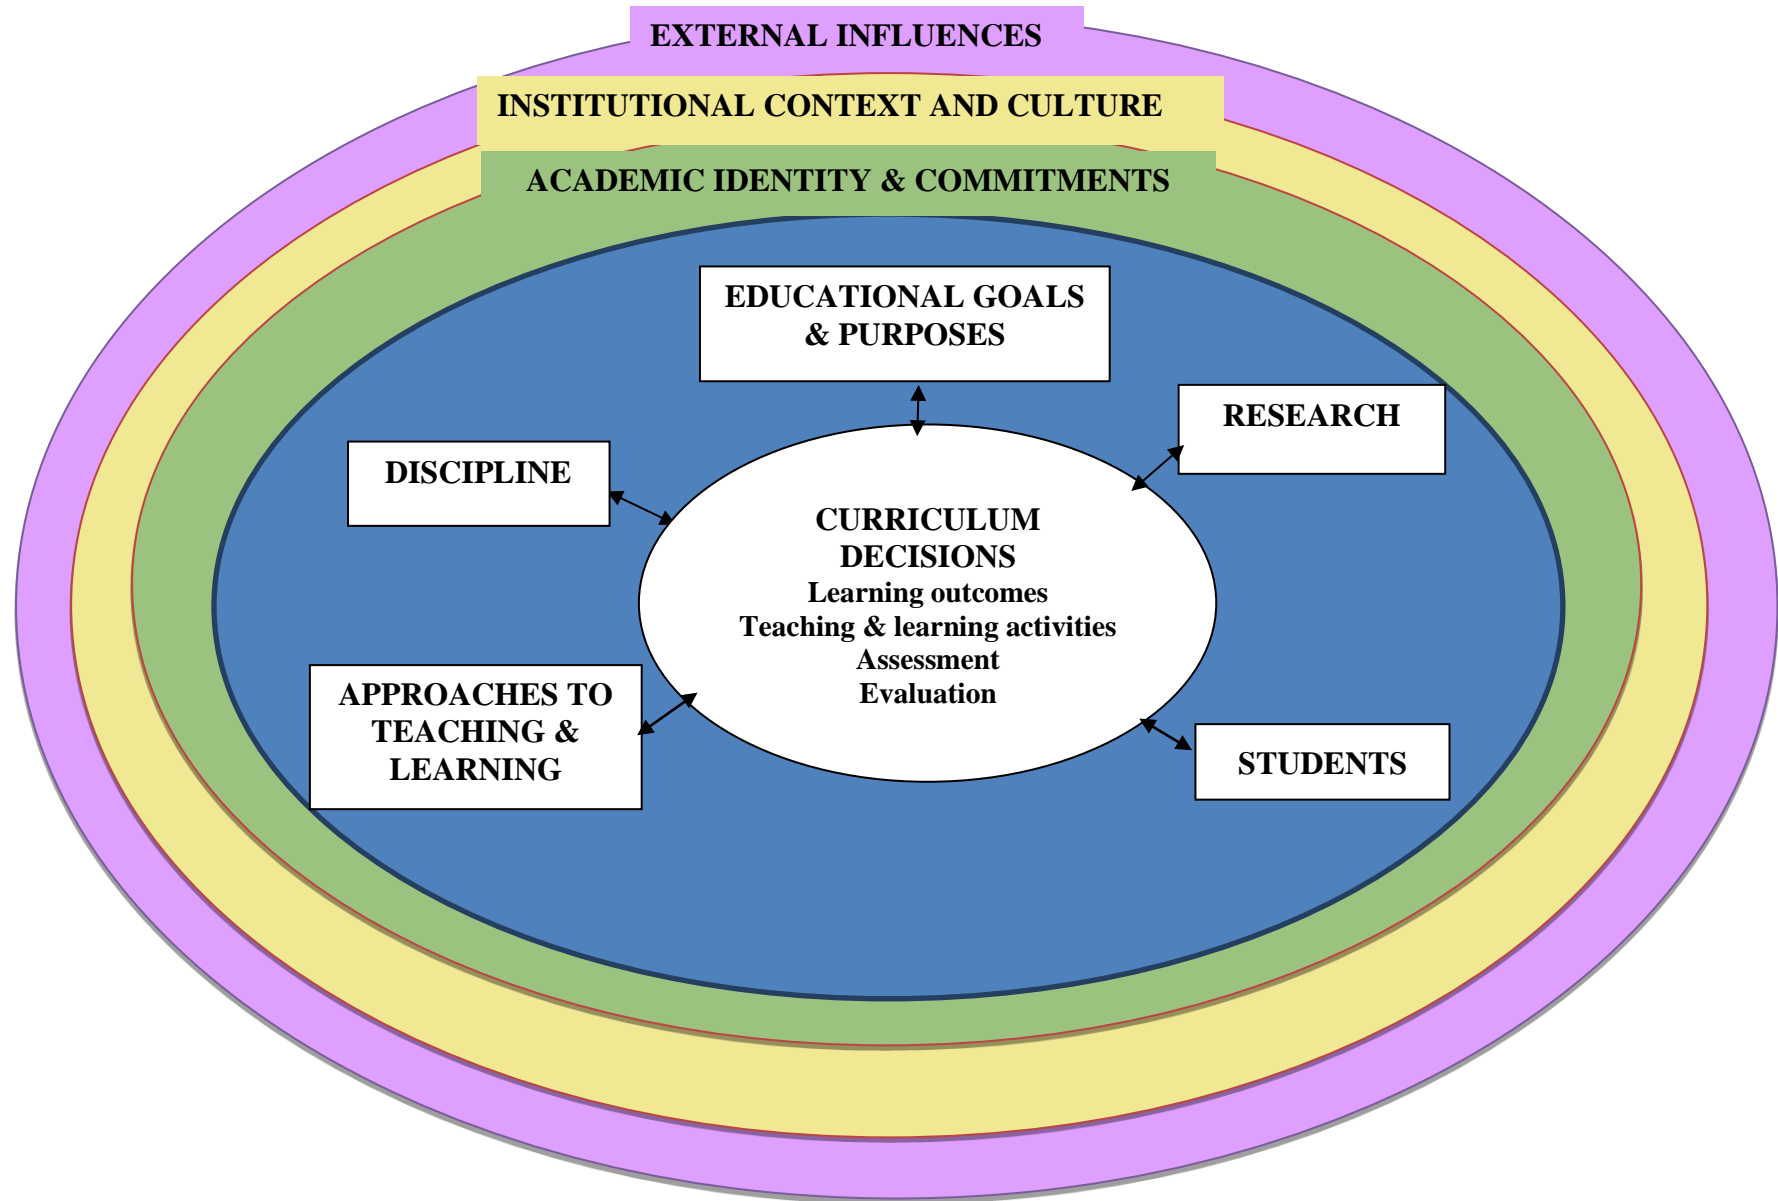 EXTERNAL INFLUENCES
INSTITUTIONAL CONTEXT AND CULTURE
ACADEMIC IDENTITY & COMMITMENTS
EDUCATIONAL GOALS
& PURPOSES
RESEARCH
DISCIPLINE
CURRICULUM
DECISIONS
Learning outcomes
Teaching & learning activities
Assessment
Evaluation
APPROACHES TO
TEACHING &
LEARNING
STUDENTS